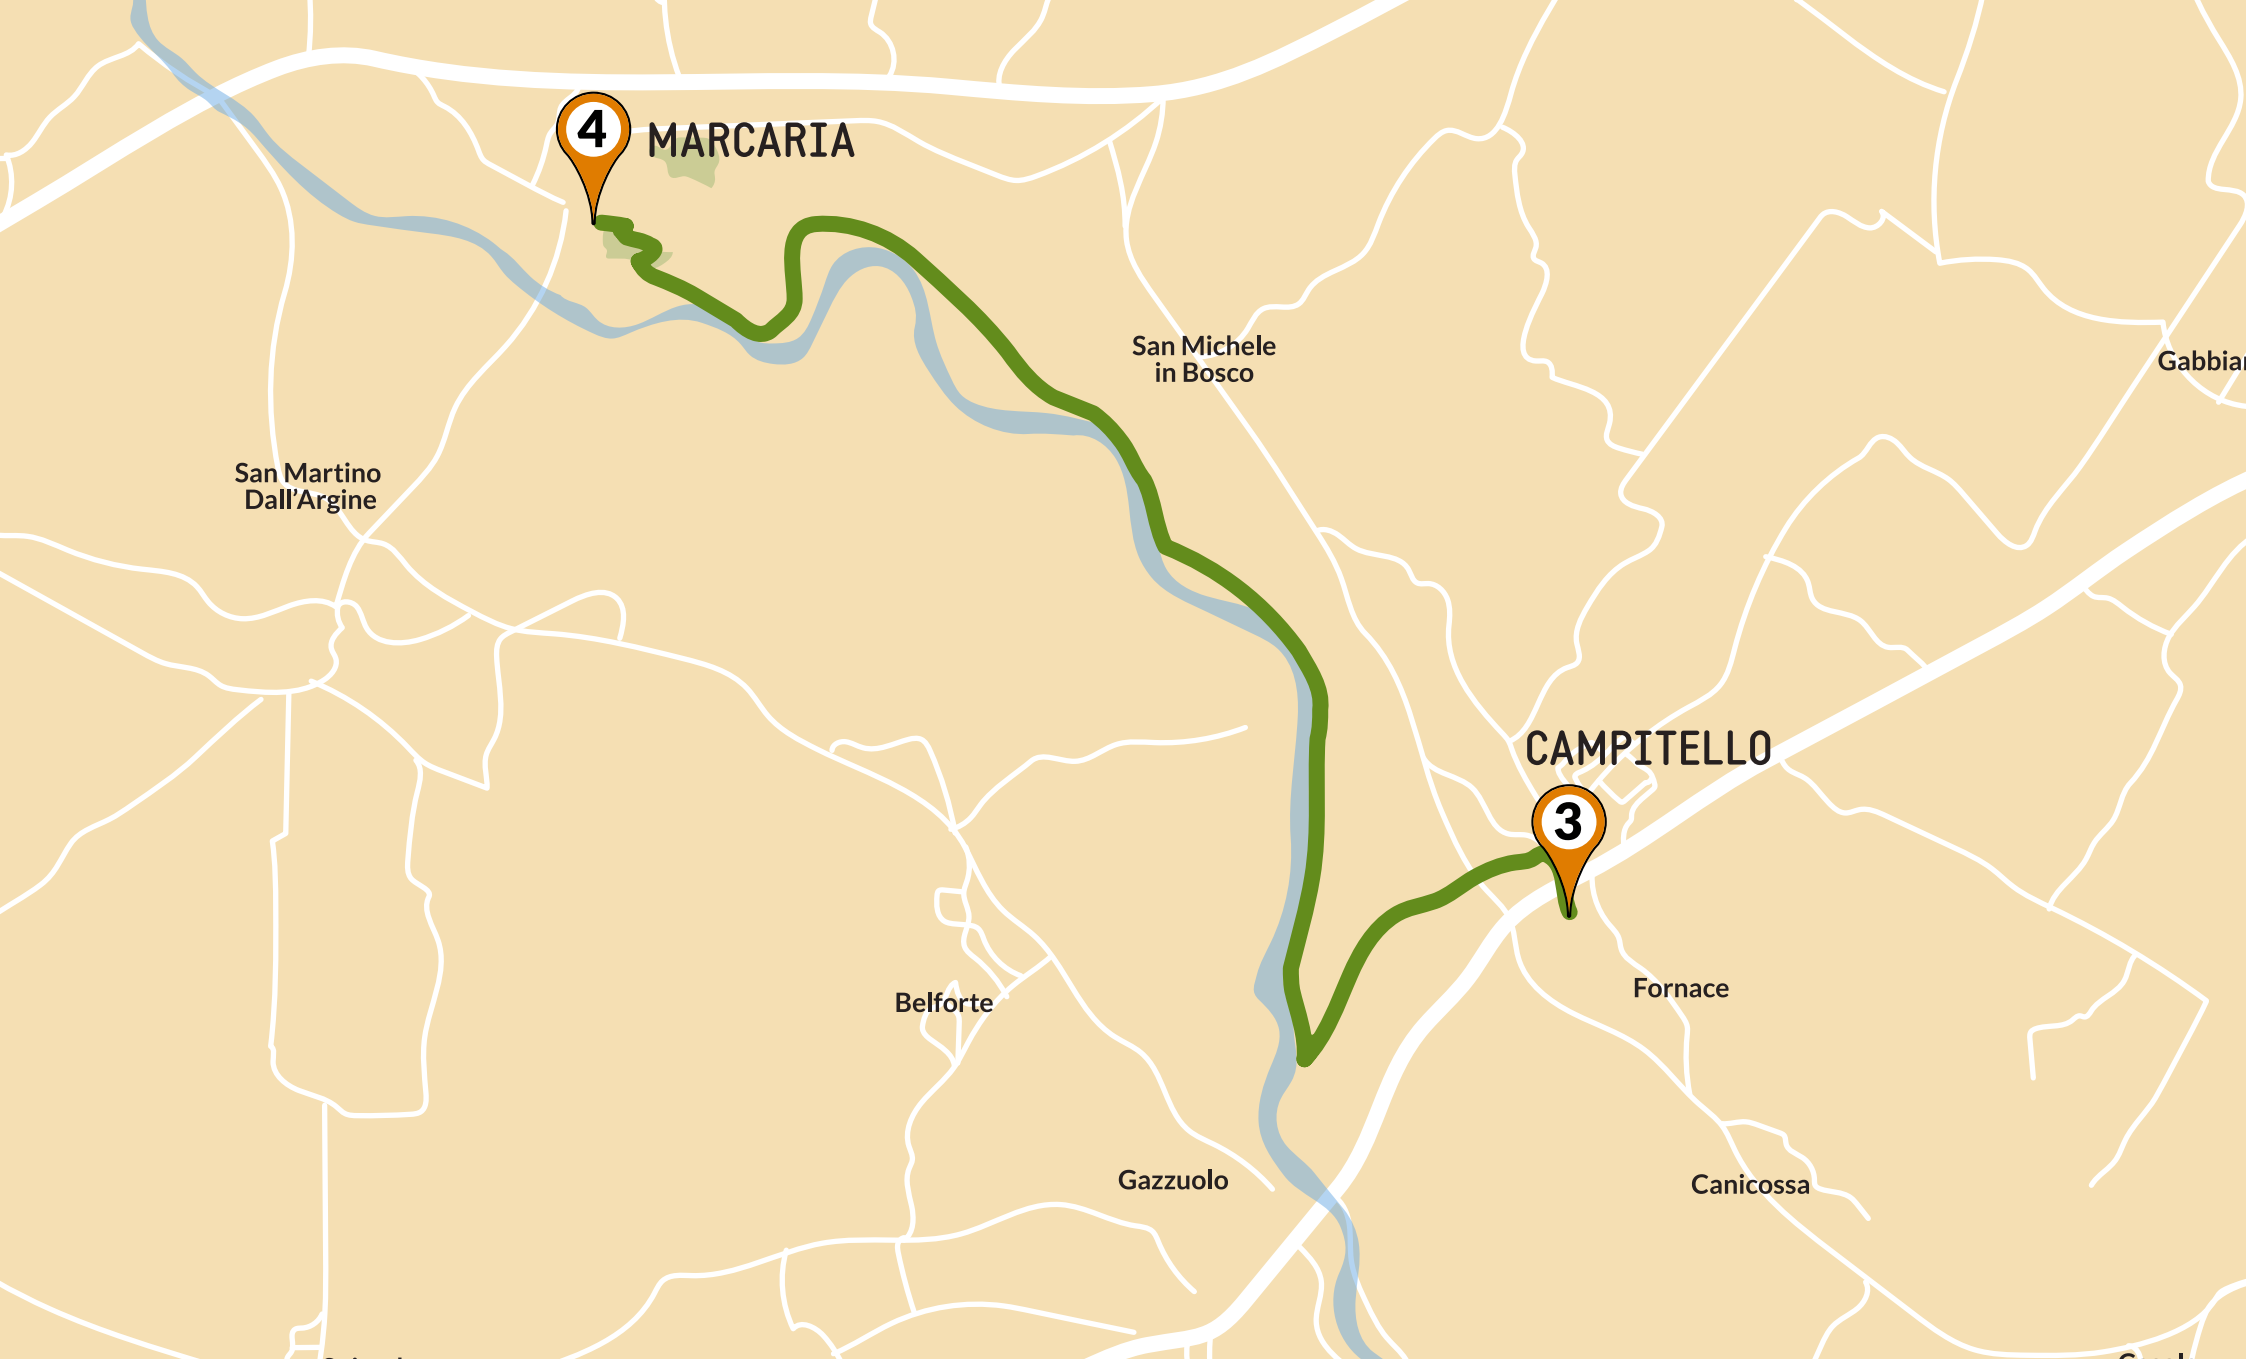 4
MARCARIA
San Michele
in Bosco
San Martino
Dall'Argine
CAMPITELLO
3
Fornace
Belforte
Gazzuolo
Canicossa